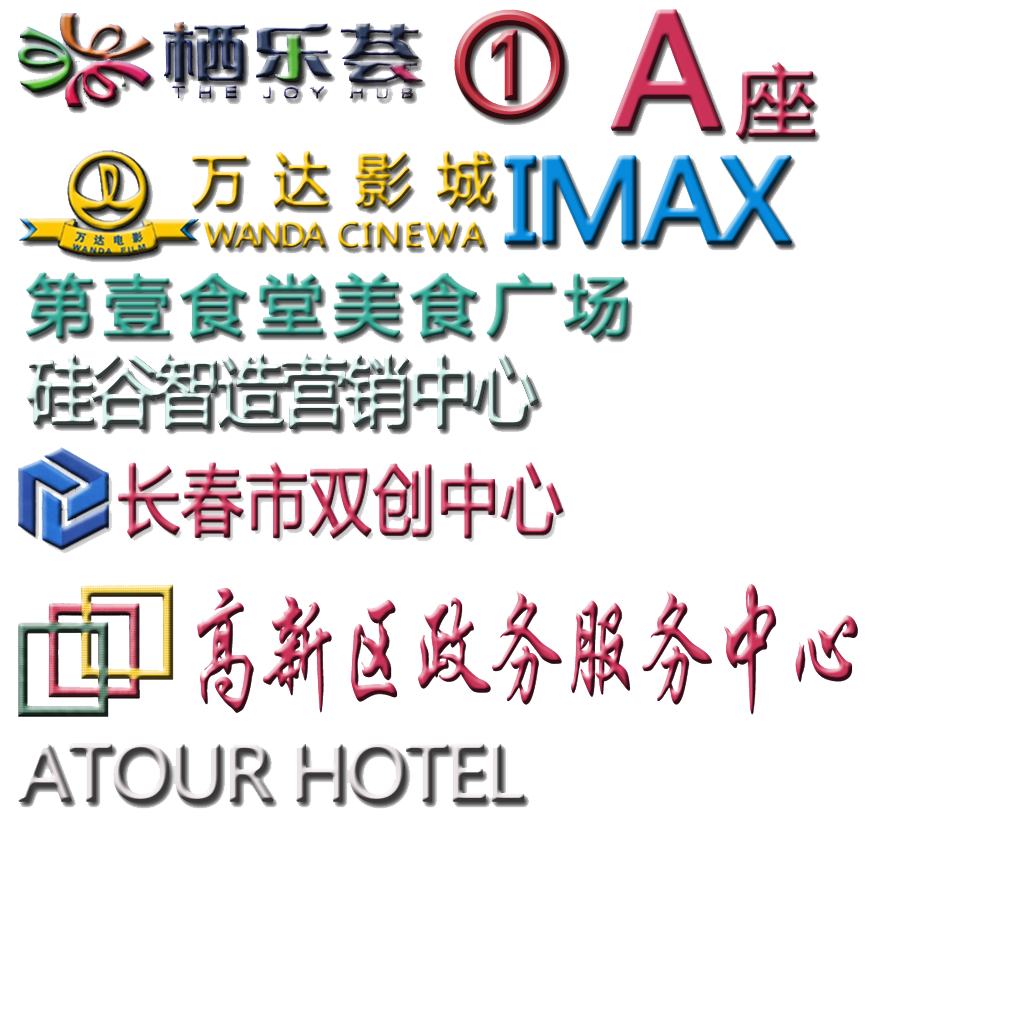 栖乐荟 ① A座
THE JOY HUB
万达影城 IMAX
WANDA CINEWA
万达电影
WANDA FILM
第壹食堂美食广场
硅谷智造营销中心
长春市双创中心
高新区政务服务中心
ATOUR HOTEL